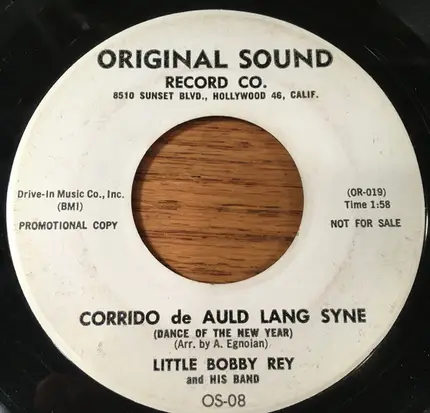 ORIGINAL SOUND
RECORD CO.
8510 SUNSET BLVD., HOLLYWOOD 46, CALIF.
Drive-In Music Co., Inc.
(BMI)
PROMOTIONAL COPY
(OR-019)
Time 1:58
NOT FOR SALE
CORRIDO de AULD LANG SYNE
(DANCE OF THE NEW YEAR)
(Arr. by A. Egnoian)
LITTLE BOBBY REY
and HIS BAND
OS-08